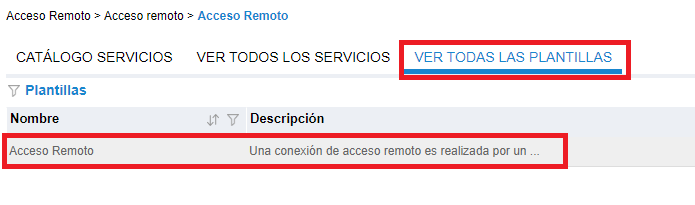 Acceso Remoto > Acceso remoto > Acceso Remoto
CATÁLOGO SERVICIOS VER TODOS LOS SERVICIOS VER TODAS LAS PLANTILLAS
Plantillas
Nombre Descripción
Acceso Remoto Una conexión de acceso remoto es realizada por un ...